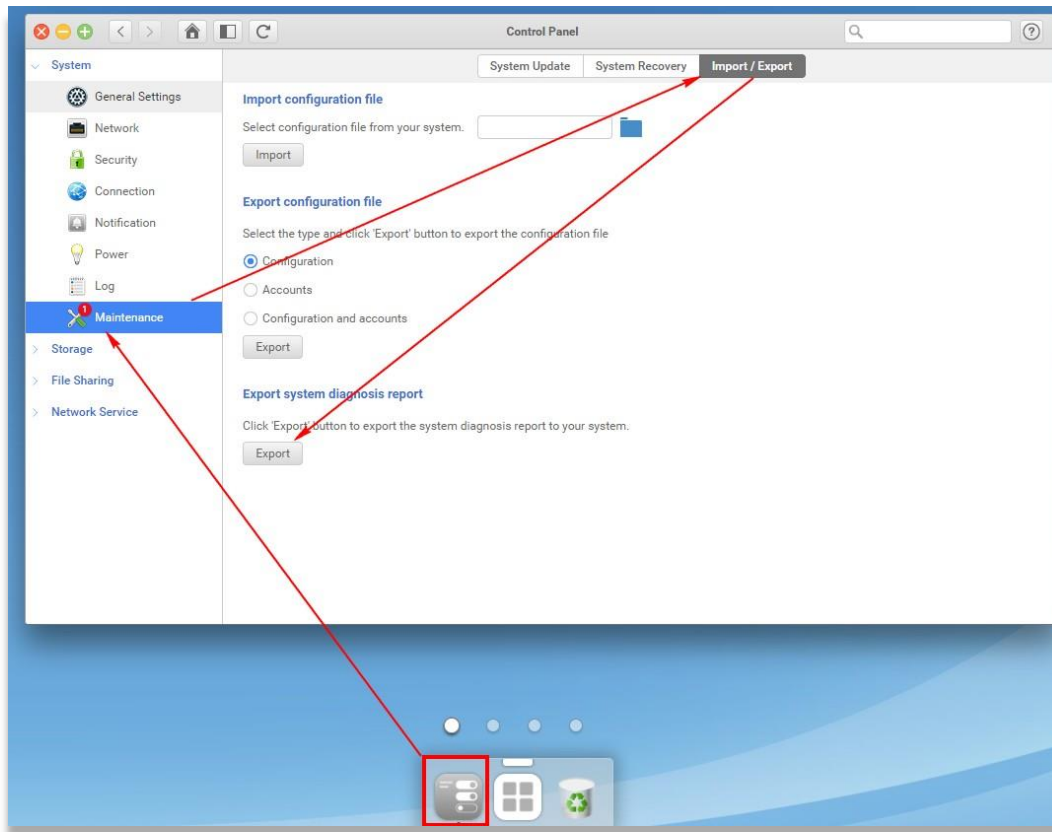 Control Panel
?
System
General Settings
Network
Security
Connection
Notification
Power
Log
1
Maintenance
Storage
File Sharing
Network Service
System Update
System Recovery
Import / Export
Import configuration file
Select configuration file from your system.
Import
Export configuration file
Select the type and click 'Export' button to export the configuration file
Configuration
Accounts
Configuration and accounts
Export
Export system diagnosis report
Click 'Export' button to export the system diagnosis report to your system.
Export